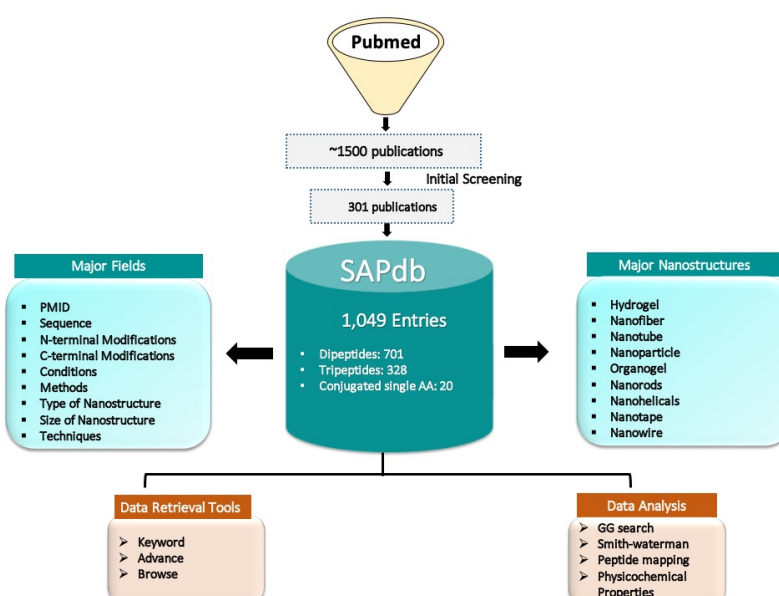 Pubmed
~1500 publications
Initial Screening
301 publications
SAPdb
1,049 Entries
Dipeptides: 701
Tripeptides: 328
Conjugated single AA: 20
Major Fields
PMID
Sequence
N-terminal Modifications
C-terminal Modifications
Conditions
Methods
Type of Nanostructure
Size of Nanostructure
Techniques
Major Nanostructures
Hydrogel
Nanofiber
Nanotube
Nanoparticle
Organogel
Nanorods
Nanohelicals
Nanotape
Nanowire
Data Retrieval Tools
Keyword
Advance
Browse
Data Analysis
GG search
Smith-waterman
Peptide mapping
Physicochemical
Properties